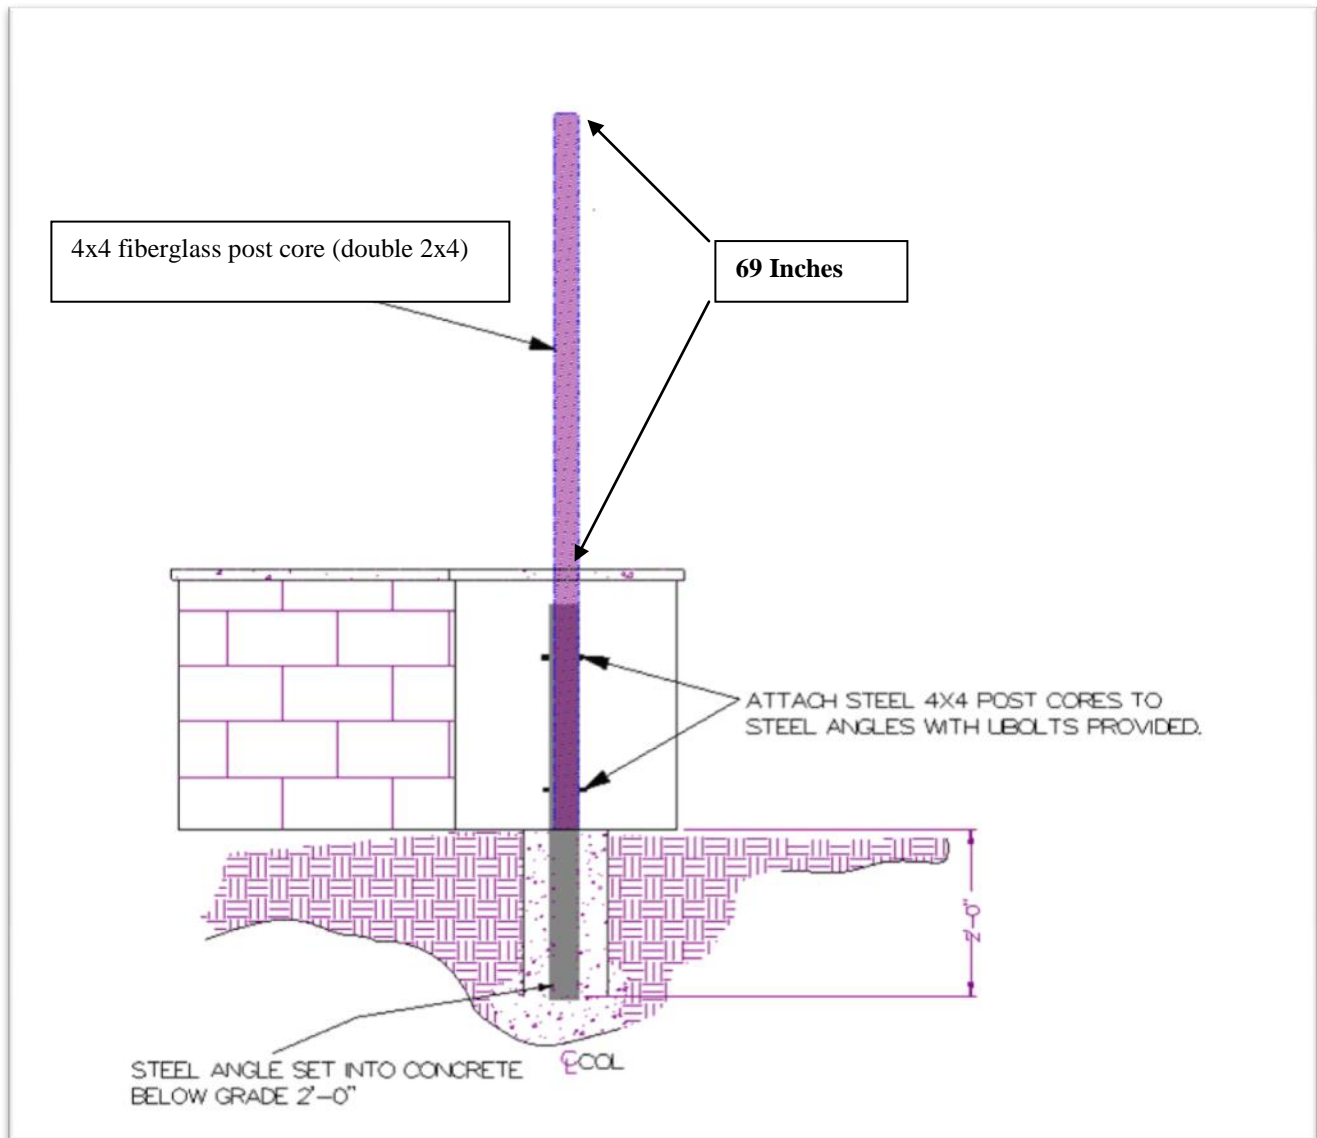 4x4 fiberglass post core (double 2x4)
69 Inches
ATTACH STEEL 4X4 POST CORES TO
STEEL ANGLES WITH UBOLTS PROVIDED.
2'-0"
STEEL ANGLE SET INTO CONCRETE
BELOW GRADE 2'-0"
℄ COL